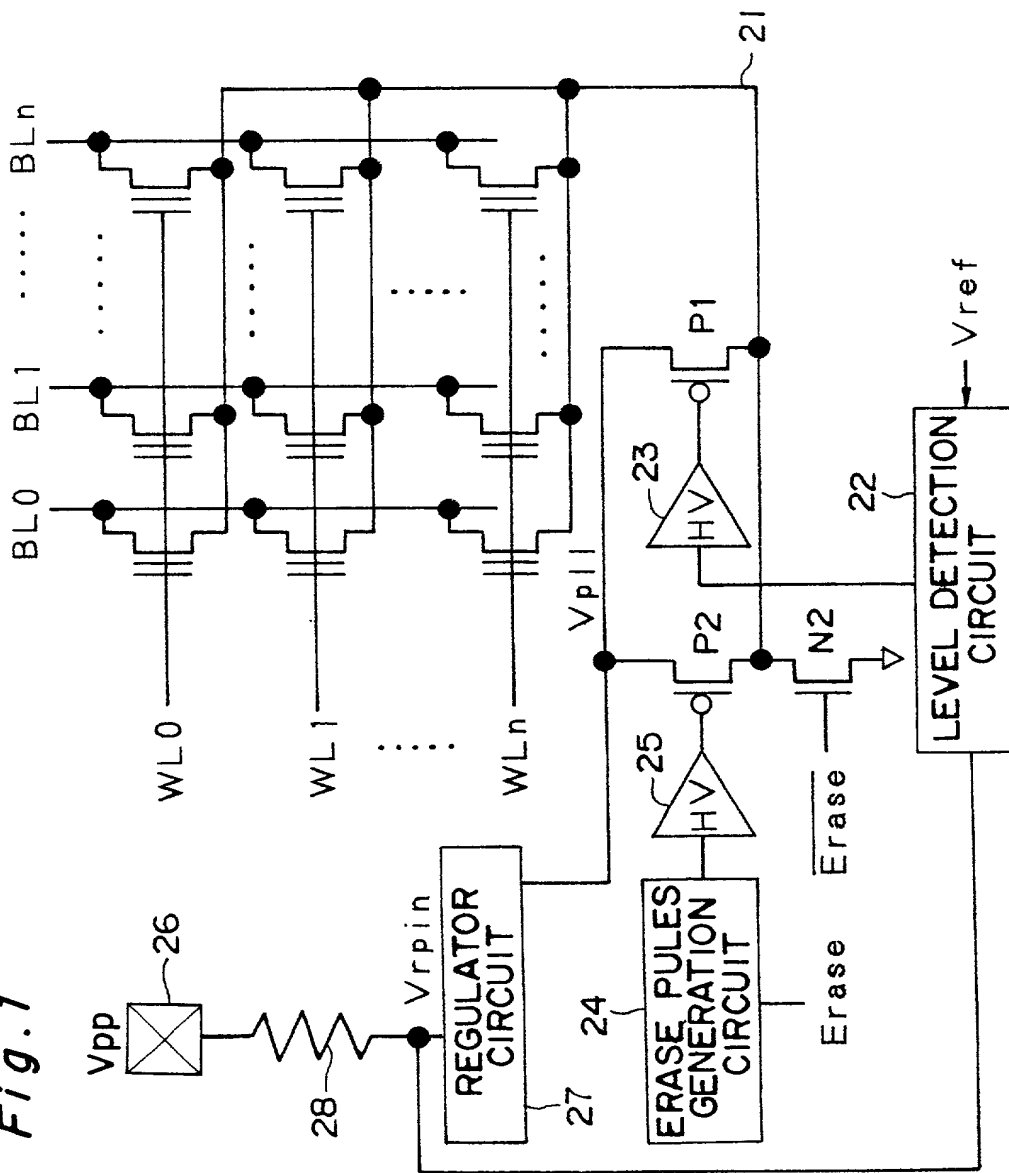 Fig.1
Vpp
26
28
Vrpin
REGULATOR
CIRCUIT
27
BL0
BL1
.....
BLn
WL0
WL1
.....
WLn
Vpl1
21
24
ERASE PULES
GENERATION
CIRCUIT
Erase
25
HV
P2
N2
Erase
23
HV
P1
22
LEVEL DETECTION
CIRCUIT
Vref